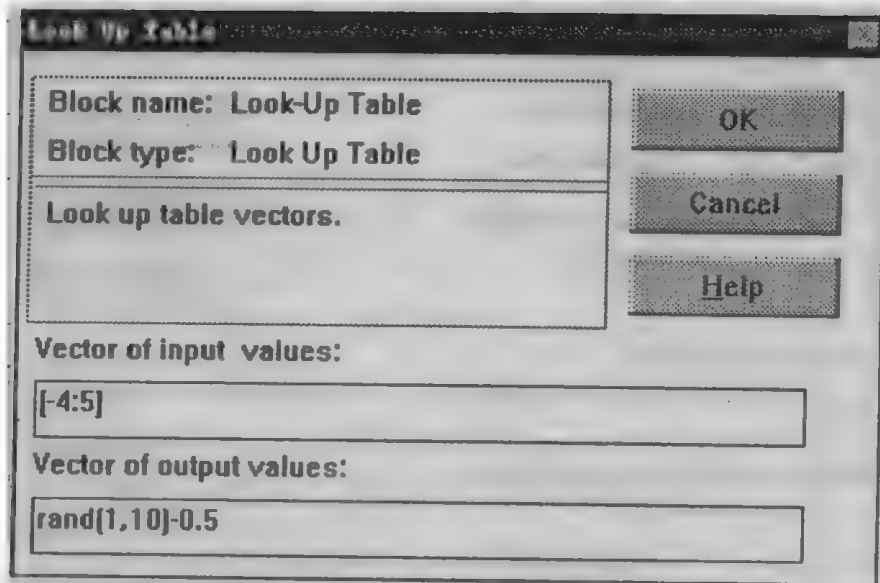 Look Up Table
Block name: Look-Up Table
Block type: Look Up Table
Look up table vectors.
OK
Cancel
Help
Vector of input values:
[-4:5]
Vector of output values:
rand(1,10)-0.5